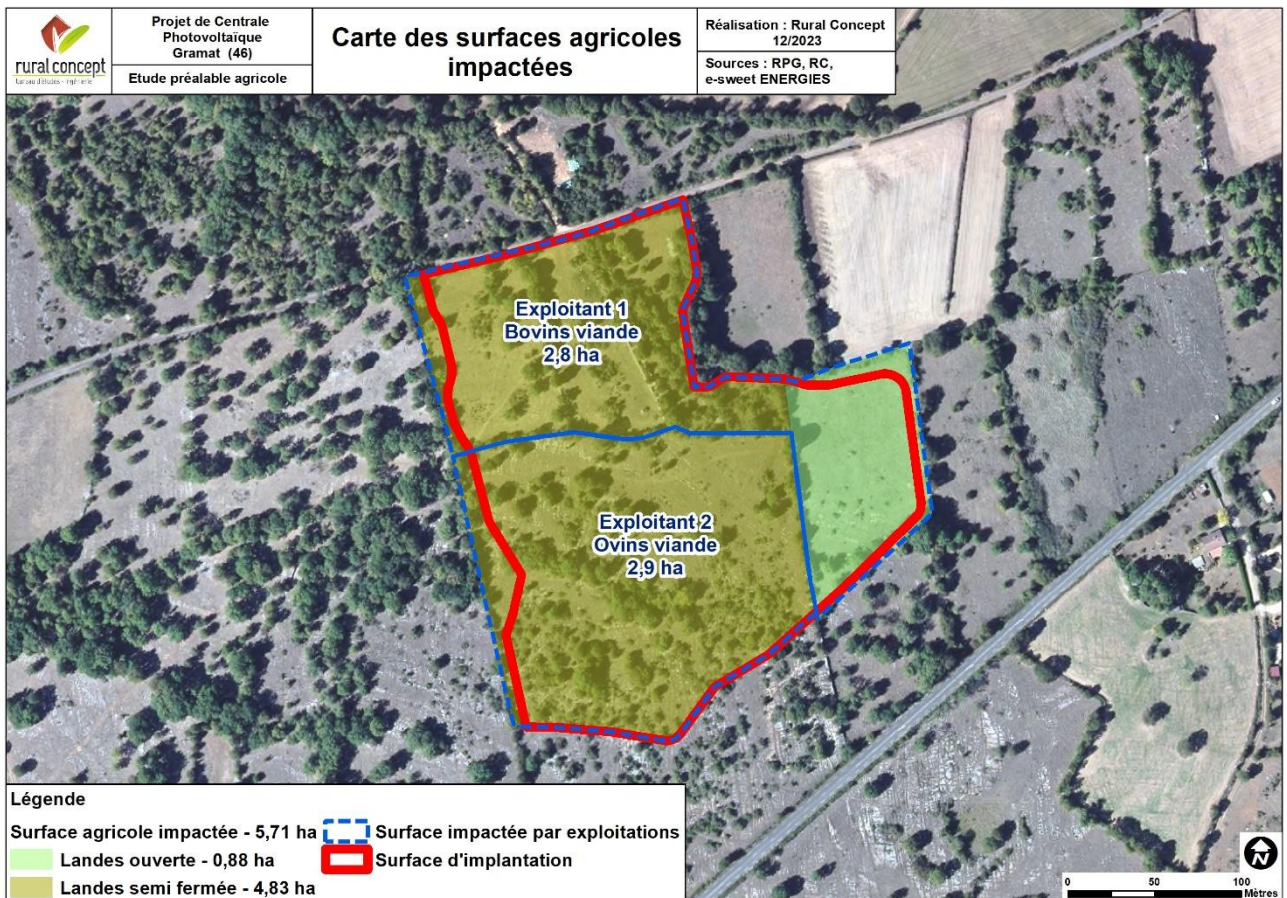 rural concept
bureau d'études - ingénierie
Projet de Centrale
Photovoltaïque
Gramat (46)
Etude préalable agricole
Carte des surfaces agricoles
impactées
Réalisation : Rural Concept
12/2023
Sources : RPG, RC,
e-sweet ENERGIES
Exploitant 1
Bovins viande
2,8 ha
Exploitant 2
Ovins viande
2,9 ha
Légende
Surface agricole impactée - 5,71 ha
Landes ouverte - 0,88 ha
Landes semi fermée - 4,83 ha
Surface impactée par exploitations
Surface d'implantation
N
0 50 100
Mètres